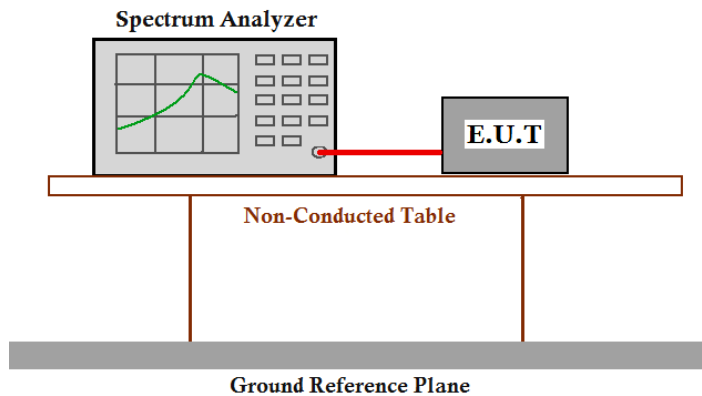 Spectrum Analyzer
E.U.T
Non-Conducted Table
Ground Reference Plane